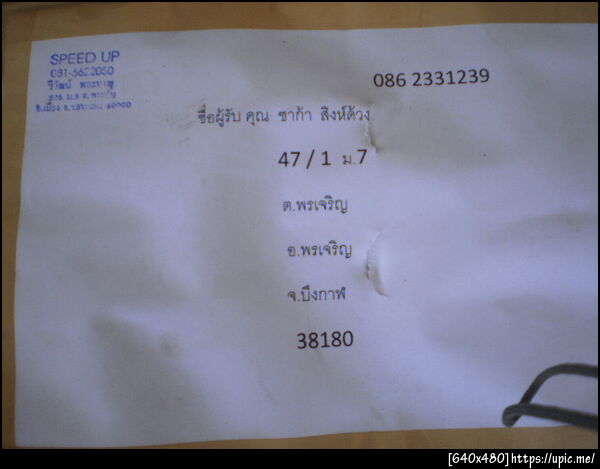 SPEED UP
081-5622050
086 2331239
ชื่อผู้รับ คุณ ซาก้า สิงห์ด้วง
47 / 1 ม.7
ต.พรเจริญ
อ.พรเจริญ
จ.บึงกาฬ
38180
[640x480]https://upic.me/